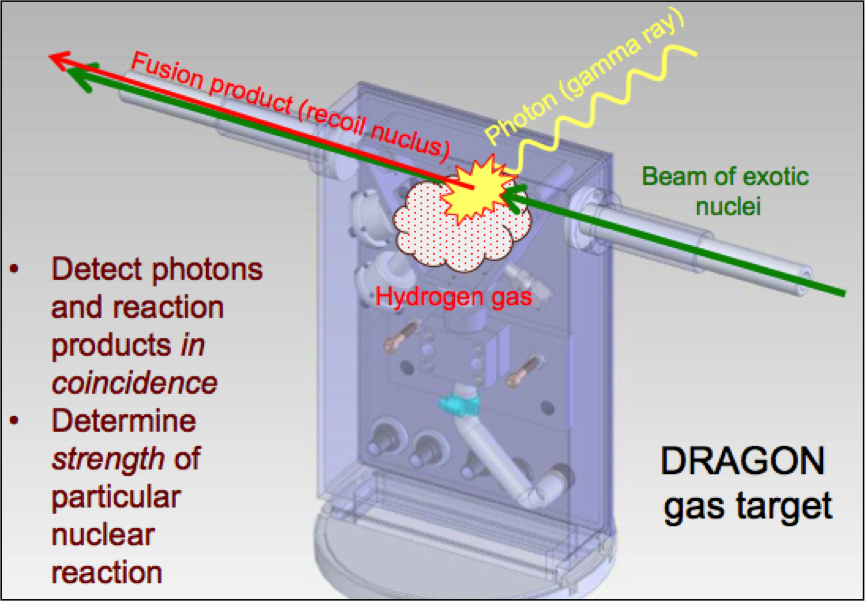 Fusion product (recoil nuclus)
Photon (gamma ray)
Beam of exotic
nuclei
Hydrogen gas
• Detect photons
and reaction
products in
coincidence
• Determine
strength of
particular
nuclear
reaction
DRAGON
gas target